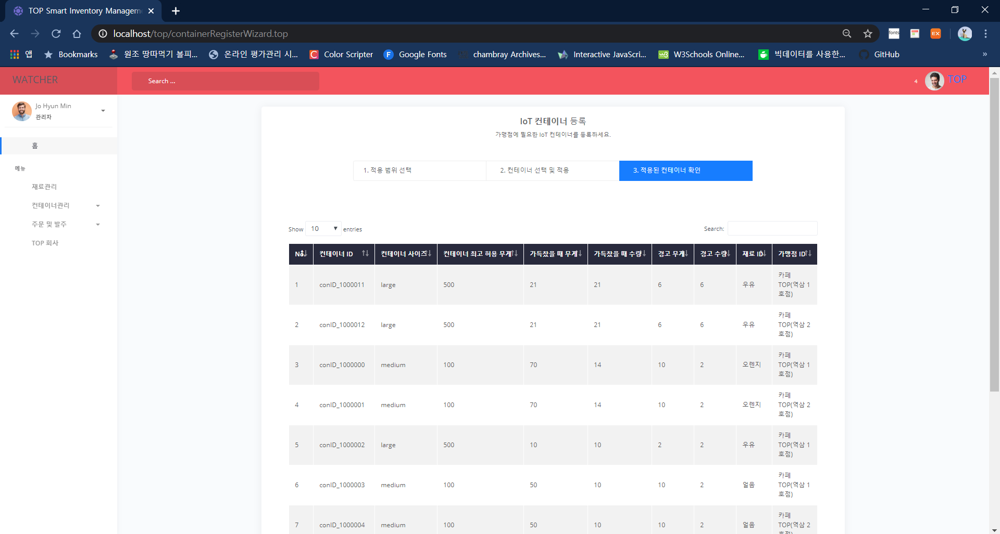 TOP Smart Inventory Managem
localhost/top/containerRegisterWizard.top
fonts
EX
앱
Bookmarks
원조 땅따먹기 볼피...
온라인 평가관리 시...
Color Scripter
Google Fonts
chambray Archives...
Interactive JavaScri...
W3Schools Online...
빅데이터를 사용한...
GitHub
»
WATCHER
Search ...
4
TOP
Jo Hyun Min
관리자
홈
메뉴
재료관리
컨테이너관리
주문 및 발주
TOP 회사
IoT 컨테이너 등록
가맹점에 필요한 IoT 컨테이너를 등록하세요.
1. 적용 범위 선택
2. 컨테이너 선택 및 적용
3. 적용된 컨테이너 확인
Show 10 entries
Search:
No. 컨테이너 ID 컨테이너 사이즈 컨테이너 최고 허용 무게 가득찼을 때 무게 가득찼을 때 수량 경고 무게 경고 수량 재료 ID 가맹점 ID
1 conID_1000011 large 500 21 21 6 6 우유 카페
TOP(역삼 1
호점)
2 conID_1000012 large 500 21 21 6 6 우유 카페
TOP(역삼 2
호점)
3 conID_1000000 medium 100 70 14 10 2 오렌지 카페
TOP(역삼 1
호점)
4 conID_1000001 medium 100 70 14 10 2 오렌지 카페
TOP(역삼 2
호점)
5 conID_1000002 large 500 10 10 2 2 우유 카페
TOP(역삼 1
호점)
6 conID_1000003 medium 100 50 10 10 2 얼음 카페
TOP(역삼 1
호점)
7 conID_1000004 medium 100 50 10 10 2 얼음 카페
TOP(역삼 2